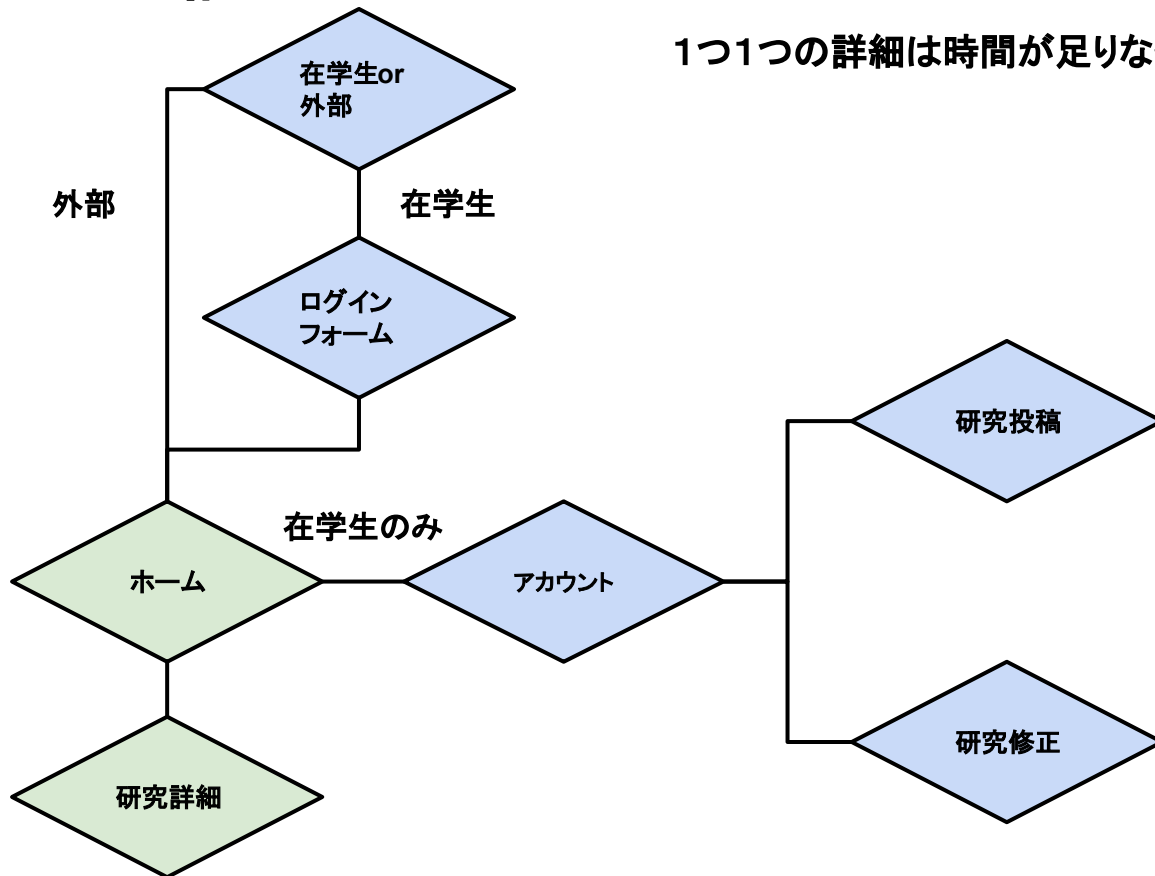 1つ1つの詳細は時間が足りな
在学生or
外部
外部
在学生
ログイン
フォーム
研究投稿
在学生のみ
ホーム
アカウント
研究修正
研究詳細